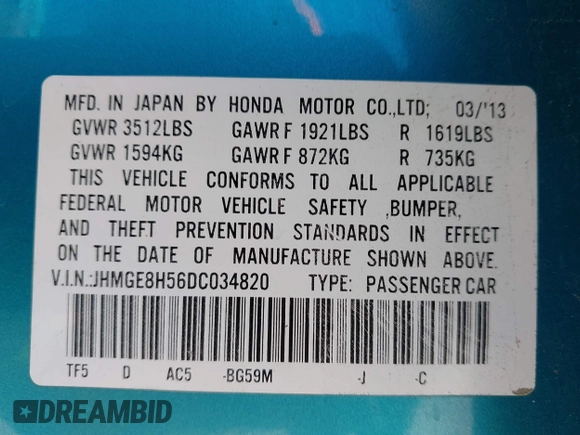 MFD. IN JAPAN BY HONDA MOTOR CO.,LTD; 03/'13
GVWR 3512LBS GAWR F 1921LBS R 1619LBS
GVWR 1594KG GAWR F 872KG R 735KG
THIS VEHICLE CONFORMS TO ALL APPLICABLE
FEDERAL MOTOR VEHICLE SAFETY ,BUMPER,
AND THEFT PREVENTION STANDARDS IN EFFECT
ON THE DATE OF MANUFACTURE SHOWN ABOVE.
V.I.N.:JHMGE8H56DC034820 TYPE: PASSENGER CAR
TF5 D AC5 -BG59M -J -C
DREAMBID